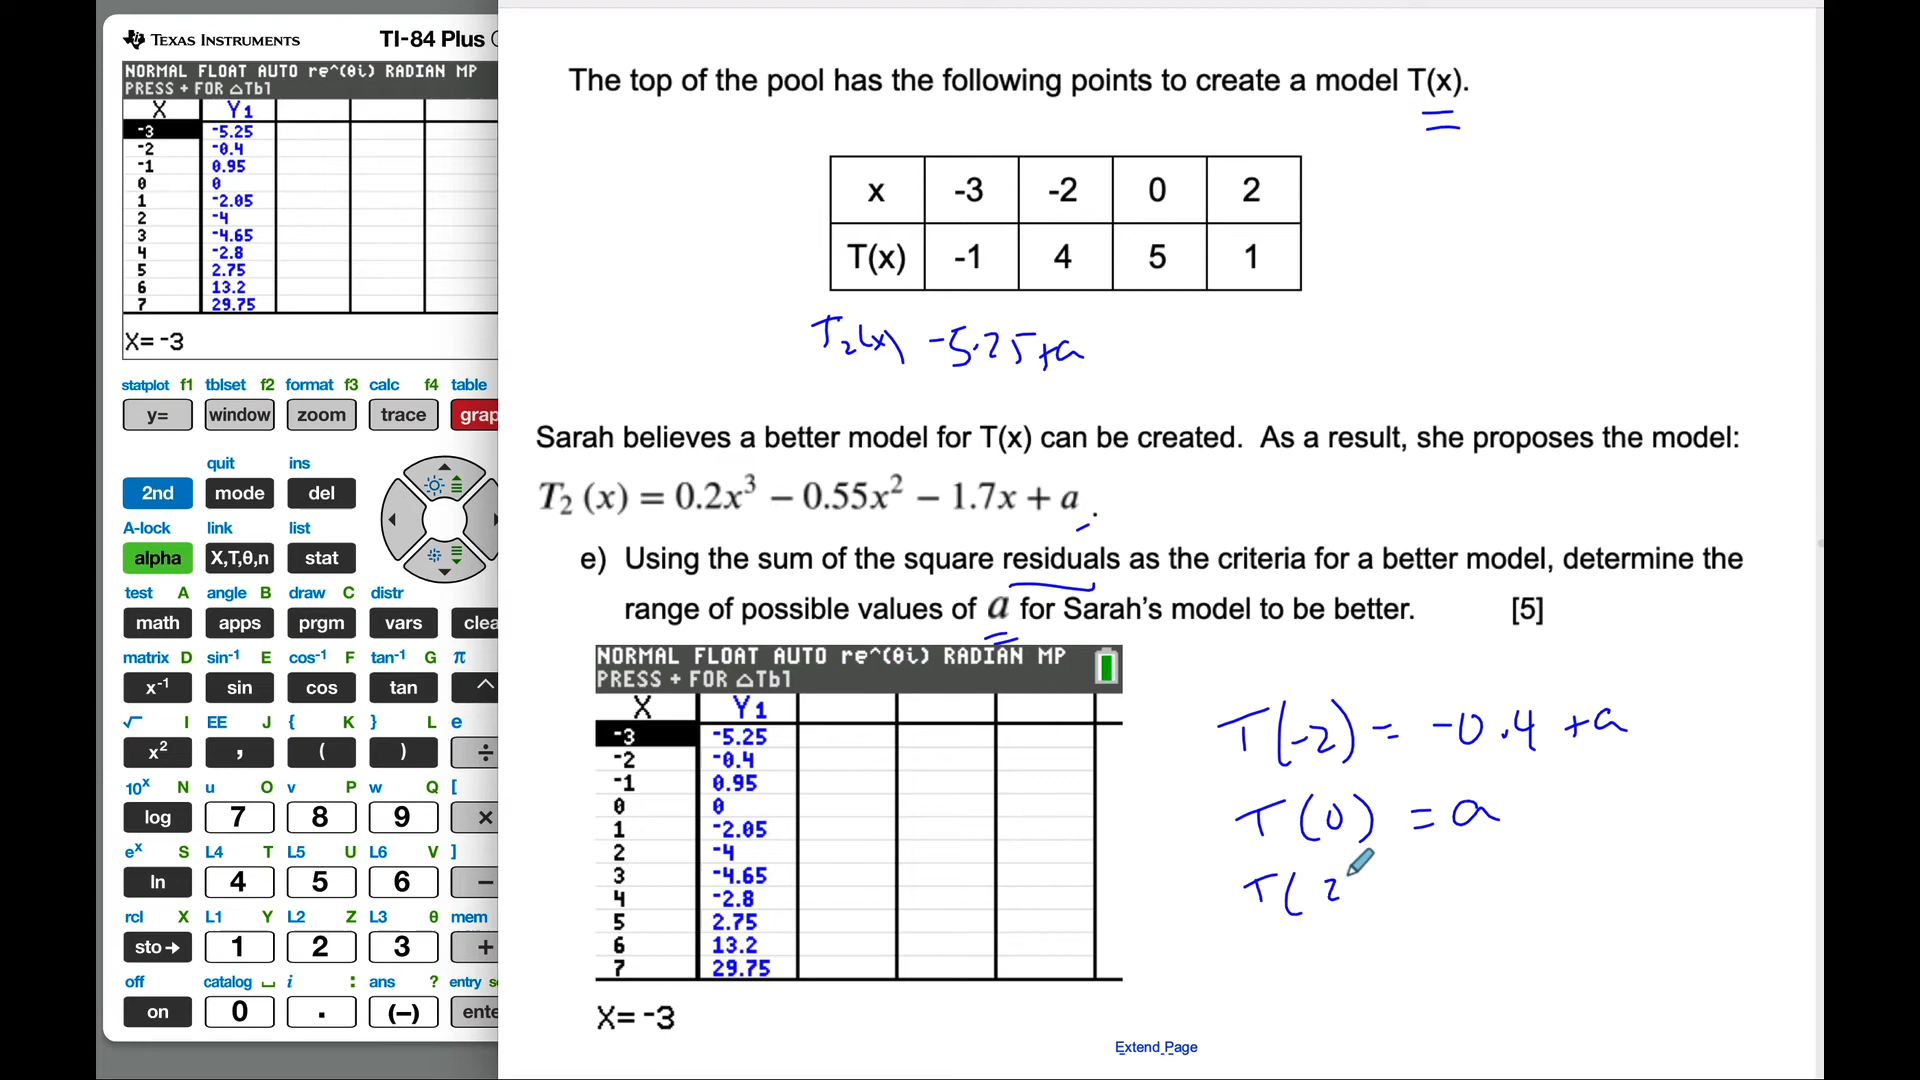 TEXAS INSTRUMENTS TI-84 Plus C
NORMAL FLOAT AUTO re^(θi) RADIAN MP
PRESS + FOR △Tbl
X Y1
-3 -5.25
-2 -0.4
-1 0.95
0 0
1 -2.05
2 -4
3 -4.65
4 -2.8
5 2.75
6 13.2
7 29.75
X= -3
statplot f1 tblset f2 format f3 calc f4 table
y= window zoom trace grap
quit ins
2nd mode del
A-lock link list
alpha X,T,θ,n stat
test A angle B draw C distr
math apps prgm vars clea
matrix D sin-1 E cos-1 F tan-1 G π
x-1 sin cos tan ^
√ I EE J { K } L e
x² , ( ) ÷
10ˣ N u O v P w Q [
log 7 8 9 ×
eˣ S L4 T L5 U L6 V ]
ln 4 5 6 −
rcl X L1 Y L2 Z L3 θ mem
sto→ 1 2 3 +
off catalog ⎵ i : ans ? entry s
on 0 . (−) ente
The top of the pool has the following points to create a model T(x).
x -3 -2 0 2
T(x) -1 4 5 1
T₂(x) -5.25+a
Sarah believes a better model for T(x) can be created. As a result, she proposes the model:
T₂ (x) = 0.2x³ − 0.55x² − 1.7x + a .
e) Using the sum of the square residuals as the criteria for a better model, determine the
range of possible values of a for Sarah's model to be better. [5]
NORMAL FLOAT AUTO re^(θi) RADIAN MP
PRESS + FOR △Tbl
X Y1
-3 -5.25
-2 -0.4
-1 0.95
0 0
1 -2.05
2 -4
3 -4.65
4 -2.8
5 2.75
6 13.2
7 29.75
X= -3
T(-2) = -0.4 +a
T(0) = a
T(2
Extend Page